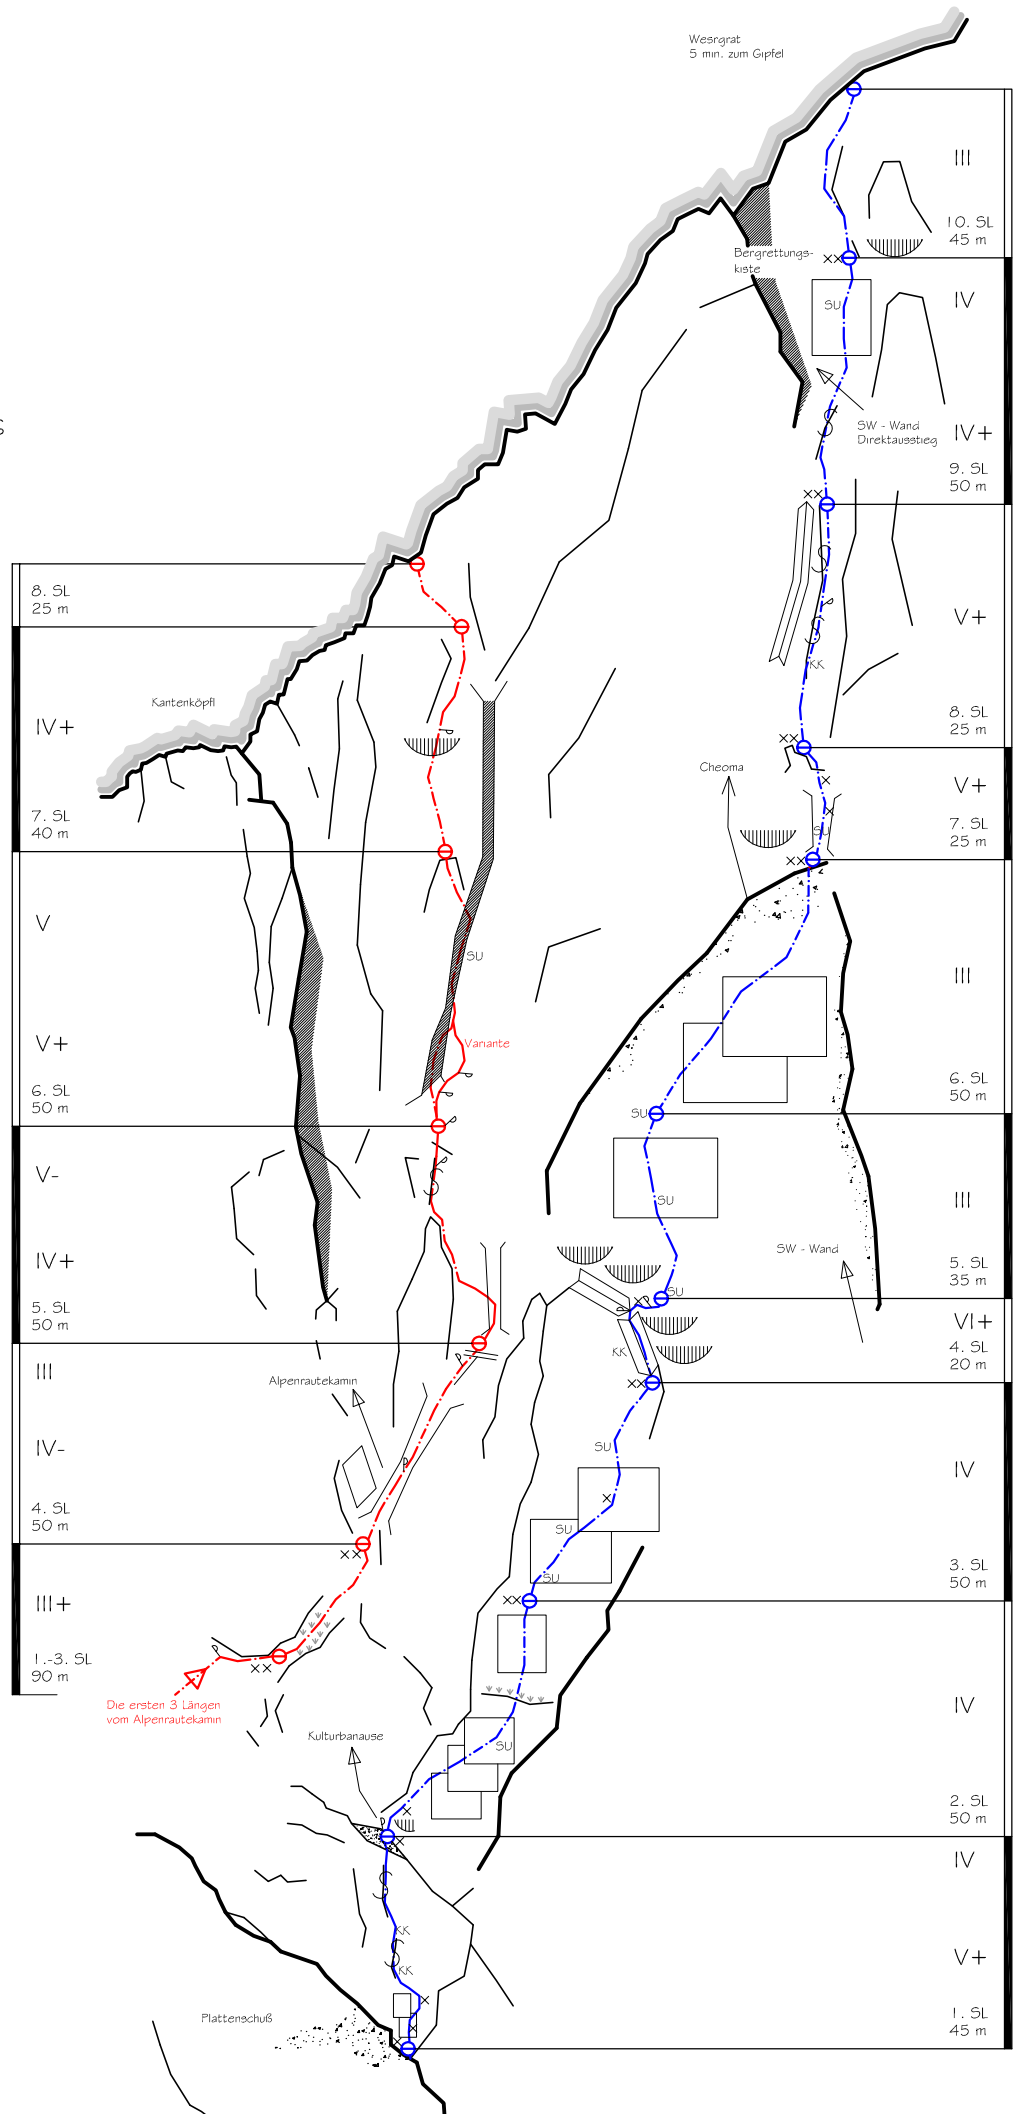 Wesrgrat
5 min. zum Gipfel
III
10. SL
45 m
Bergrettungs-
kiste
SU
IV
S
SW - Wand
Direktausstieg
IV+
9. SL
50 m
8. SL
25 m
V+
KK
Kantenköpfl
IV+
8. SL
25 m
Cheoma
V+
7. SL
40 m
7. SL
25 m
SU
V
SU
III
V+
Variante
6. SL
50 m
6. SL
50 m
SU
V-
SU
III
IV+
SW - Wand
5. SL
50 m
5. SL
35 m
SU
VI+
4. SL
20 m
KK
III
Alpenrautekamin
IV-
SU
IV
4. SL
50 m
SU
3. SL
50 m
SU
III+
1.-3. SL
90 m
Die ersten 3 Längen
vom Alpenrautekamin
IV
Kulturbanause
SU
2. SL
50 m
IV
KK
V+
KK
Plattenschuß
1. SL
45 m